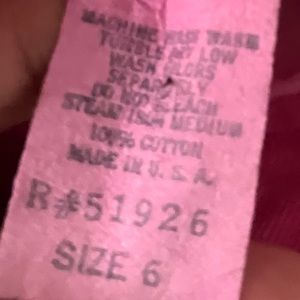 MACHINE WASH WARM
TUMBLE DRY LOW
WASH COLORS
SEPARATELY
DO NOT BLEACH
STEAM IRON MEDIUM
100% COTTON
MADE IN U.S.A.
R#51926
SIZE 6